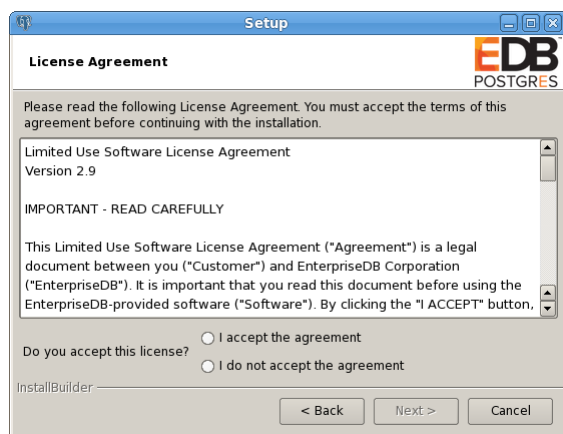 Setup
License Agreement
EDB
POSTGRES
Please read the following License Agreement. You must accept the terms of this
agreement before continuing with the installation.
Limited Use Software License Agreement
Version 2.9
IMPORTANT - READ CAREFULLY
This Limited Use Software License Agreement ("Agreement") is a legal
document between you ("Customer") and EnterpriseDB Corporation
("EnterpriseDB"). It is important that you read this document before using the
EnterpriseDB-provided software ("Software"). By clicking the "I ACCEPT" button,
Do you accept this license?
I accept the agreement
I do not accept the agreement
InstallBuilder
< Back
Next >
Cancel